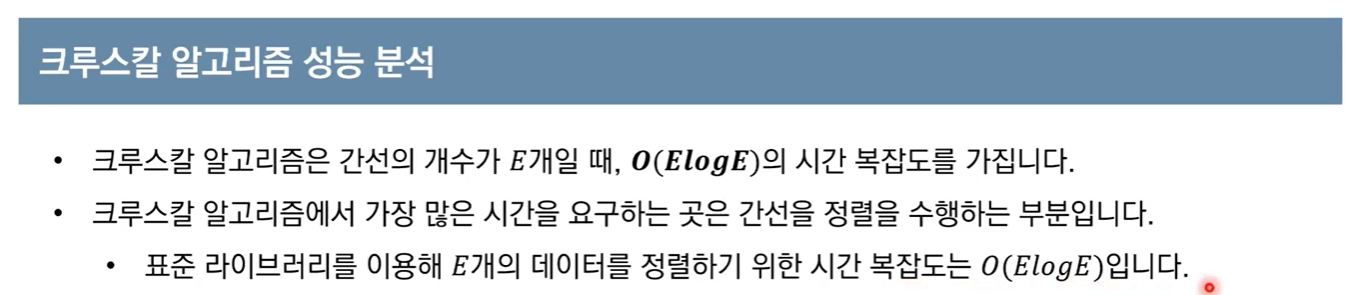 크루스칼 알고리즘 성능 분석
• 크루스칼 알고리즘은 간선의 개수가 E개일 때, O(ElogE)의 시간 복잡도를 가집니다.
• 크루스칼 알고리즘에서 가장 많은 시간을 요구하는 곳은 간선을 정렬을 수행하는 부분입니다.
• 표준 라이브러리를 이용해 E개의 데이터를 정렬하기 위한 시간 복잡도는 O(ElogE)입니다.